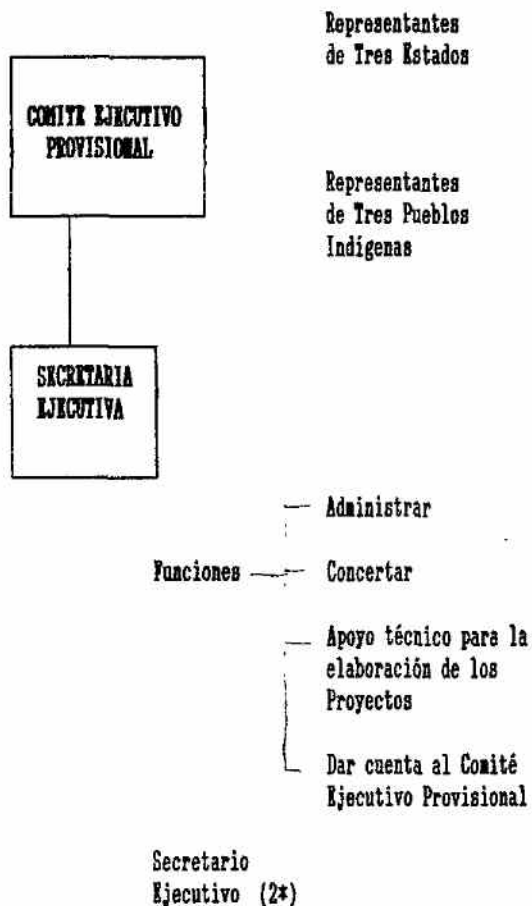 Representantes
de Tres Estados
COMITE EJECUTIVO
PROVISIONAL
Representantes
de Tres Pueblos
Indígenas
SECRETARIA
EJECUTIVA
Funciones
Administrar
Concertar
Apoyo técnico para la
elaboración de los
Proyectos
Dar cuenta al Comité
Ejecutivo Provisional
Secretario
Ejecutivo (2*)